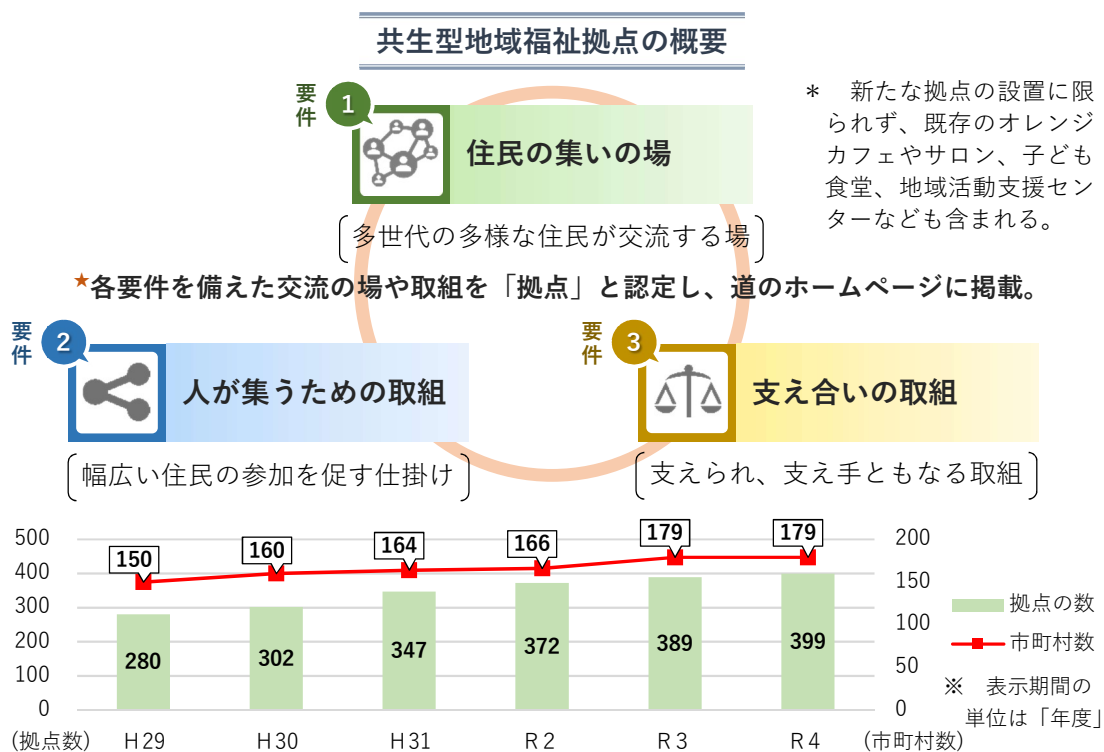 共生型地域福祉拠点の概要
要件
1
住民の集いの場
多世代の多様な住民が交流する場
＊　新たな拠点の設置に限
られず、既存のオレンジ
カフェやサロン、子ども
食堂、地域活動支援セン
ターなども含まれる。
★各要件を備えた交流の場や取組を「拠点」と認定し、道のホームページに掲載。
要件
2
人が集うための取組
幅広い住民の参加を促す仕掛け
要件
3
支え合いの取組
支えられ、支え手ともなる取組
500
400
300
200
100
0
(拠点数)
150
160
164
166
179
179
280
302
347
372
389
399
H29
H30
H31
R2
R3
R4
200
150
100
50
0
(市町村数)
拠点の数
市町村数
※　表示期間の
単位は「年度」